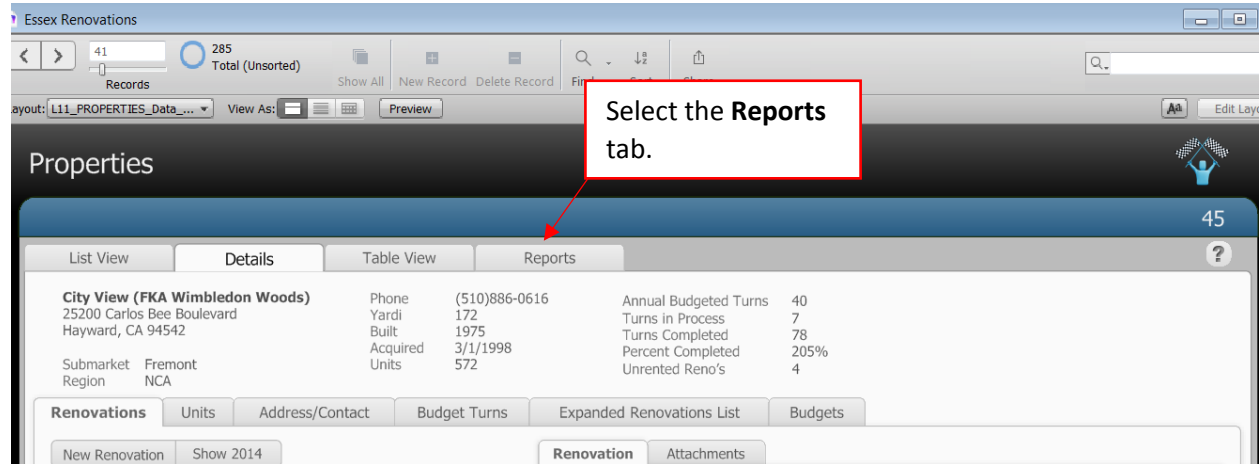 Essex Renovations
41
285
Total (Unsorted)
Records
Show All New Record Delete Record
Layout: L11_PROPERTIES_Data_... View As: Preview
Edit Layo
Select the Reports
tab.
Properties
45
List View Details Table View Reports ?
City View (FKA Wimbledon Woods)
25200 Carlos Bee Boulevard
Hayward, CA 94542
Submarket Fremont
Region NCA
Phone (510)886-0616
Yardi 172
Built 1975
Acquired 3/1/1998
Units 572
Annual Budgeted Turns 40
Turns in Process 7
Turns Completed 78
Percent Completed 205%
Unrented Reno's 4
Renovations Units Address/Contact Budget Turns Expanded Renovations List Budgets
New Renovation Show 2014 Renovation Attachments